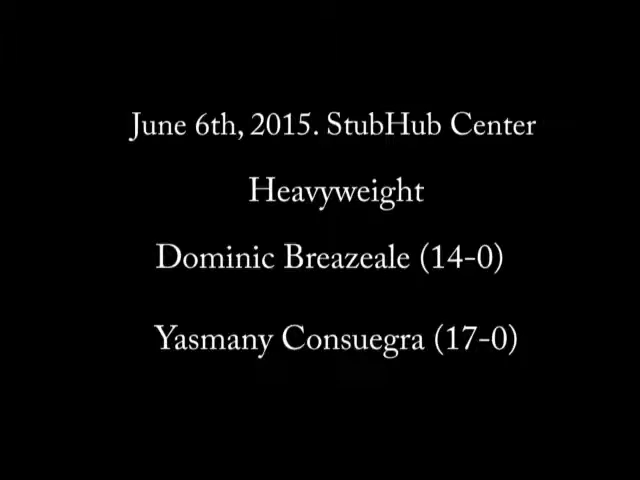 June 6th, 2015. StubHub Center
Heavyweight
Dominic Breazeale (14-0)
Yasmany Consuegra (17-0)